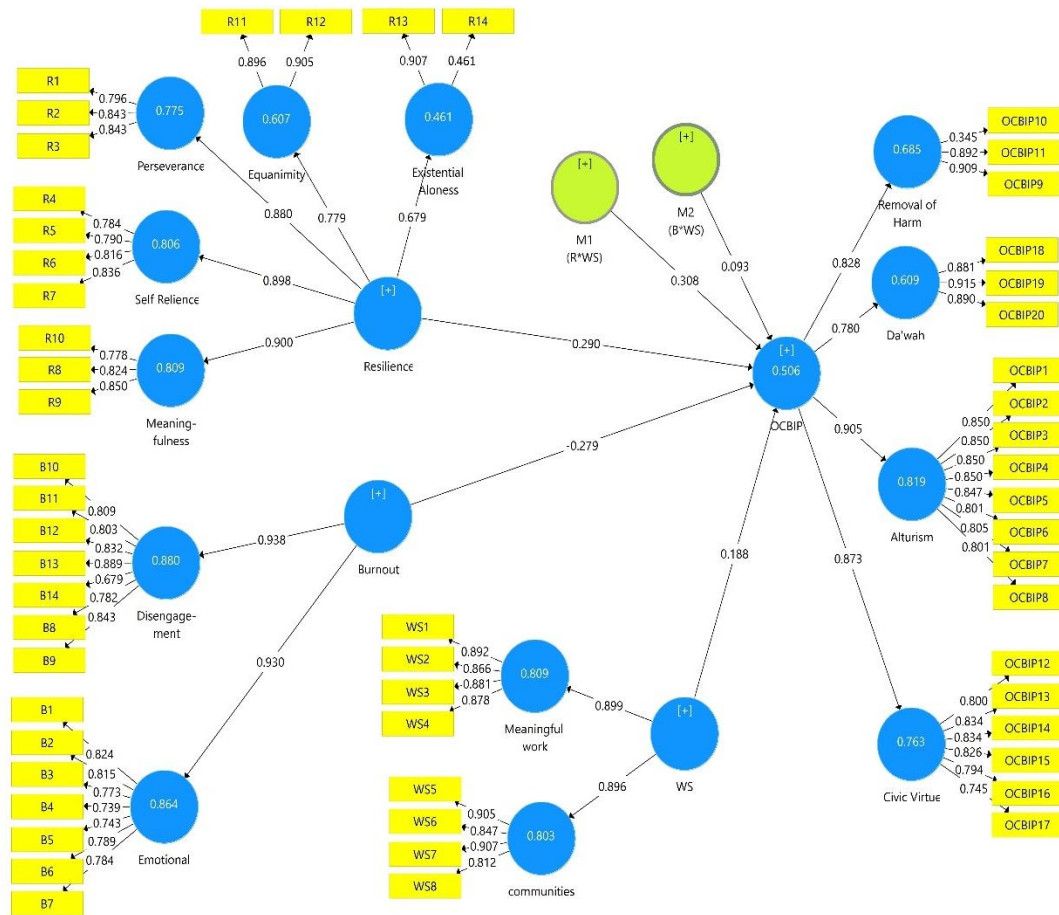 R11
R12
0.896
0.905
0.607
Equanimity
R13
R14
0.907
0.461
0.461
Existential
Aloness
R1
R2
R3
0.796
0.843
0.843
0.775
Perseverance
R4
R5
R6
R7
0.784
0.790
0.816
0.836
0.806
Self Relience
R10
R8
R9
0.778
0.824
0.850
0.809
Meaning-
fulness
0.880
0.779
0.679
0.898
0.900
[+]
Resilience
0.290
[+]
M1
(R*WS)
0.308
[+]
M2
(B*WS)
0.093
[+]
0.506
OCBIP
0.828
0.780
0.905
0.873
0.685
Removal of
Harm
0.345
0.892
0.909
OCBIP10
OCBIP11
OCBIP9
0.609
Da'wah
0.881
0.915
0.890
OCBIP18
OCBIP19
OCBIP20
0.819
Alturism
0.850
0.850
0.850
0.850
0.847
0.801
0.805
0.801
OCBIP1
OCBIP2
OCBIP3
OCBIP4
OCBIP5
OCBIP6
OCBIP7
OCBIP8
0.763
Civic Virtue
0.800
0.834
0.834
0.826
0.794
0.745
OCBIP12
OCBIP13
OCBIP14
OCBIP15
OCBIP16
OCBIP17
-0.279
[+]
Burnout
0.938
0.930
B10
B11
B12
B13
B14
B8
B9
0.809
0.803
0.832
0.889
0.679
0.782
0.843
0.880
Disengage-
ment
B1
B2
B3
B4
B5
B6
B7
0.824
0.815
0.773
0.739
0.743
0.789
0.784
0.864
Emotional
0.188
[+]
WS
0.899
0.896
WS1
WS2
WS3
WS4
0.892
0.866
0.881
0.878
0.809
Meaningful
work
WS5
WS6
WS7
WS8
0.905
0.847
0.907
0.812
0.803
communities